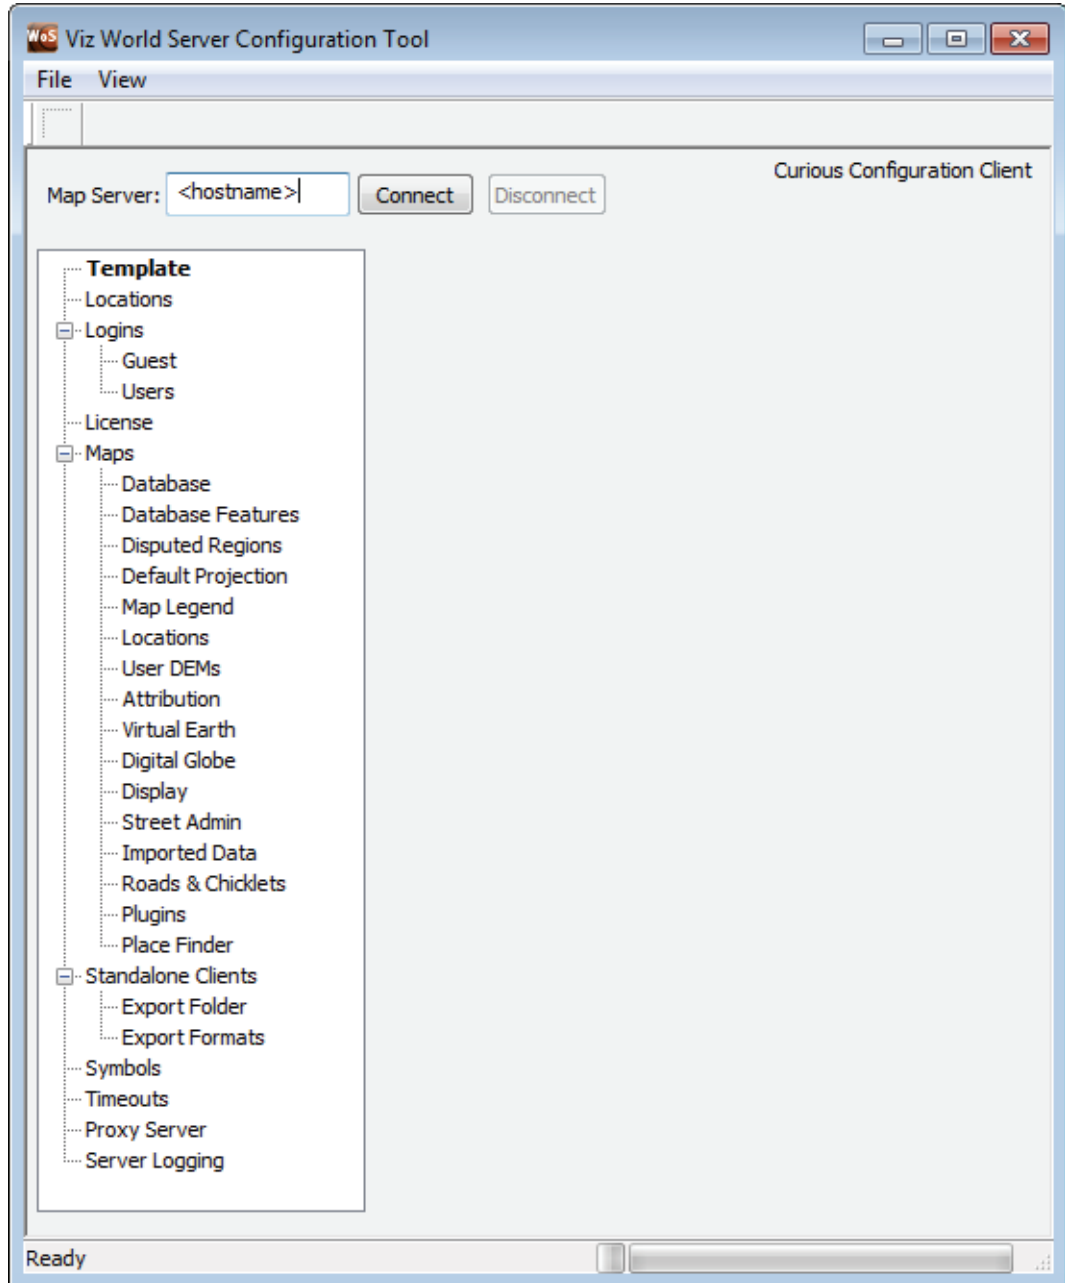 WoS Viz World Server Configuration Tool
File View
Curious Configuration Client
Map Server: <hostname> Connect Disconnect
Template
Locations
Logins
Guest
Users
License
Maps
Database
Database Features
Disputed Regions
Default Projection
Map Legend
Locations
User DEMs
Attribution
Virtual Earth
Digital Globe
Display
Street Admin
Imported Data
Roads & Chicklets
Plugins
Place Finder
Standalone Clients
Export Folder
Export Formats
Symbols
Timeouts
Proxy Server
Server Logging
Ready